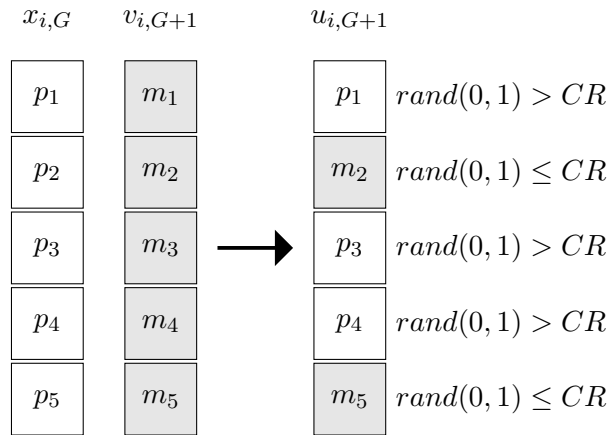 x_{i,G} v_{i,G+1} u_{i,G+1}
p_1 m_1 p_1 rand(0, 1) > CR
p_2 m_2 m_2 rand(0, 1) ≤ CR
p_3 m_3 p_3 rand(0, 1) > CR
p_4 m_4 p_4 rand(0, 1) > CR
p_5 m_5 m_5 rand(0, 1) ≤ CR